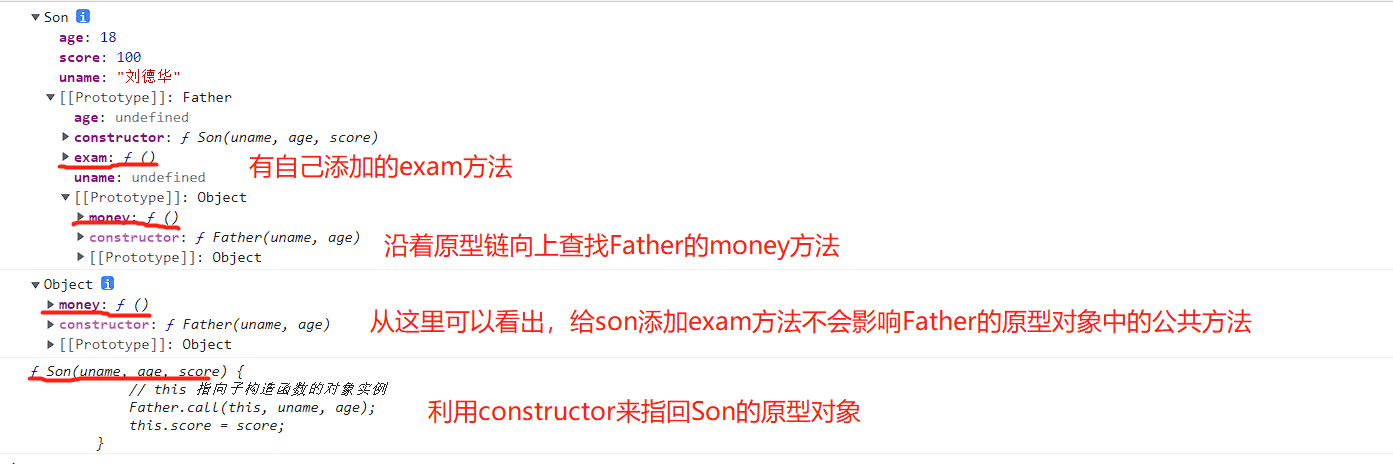 ▼Son i
age: 18
score: 100
uname: "刘德华"
▼[[Prototype]]: Father
age: undefined
▶constructor: ƒ Son(uname, age, score)
▶exam: ƒ ()
有自己添加的exam方法
uname: undefined
▼[[Prototype]]: Object
▶money: ƒ ()
▶constructor: ƒ Father(uname, age)
沿着原型链向上查找Father的money方法
▶[[Prototype]]: Object
▼Object i
▶money: ƒ ()
▶constructor: ƒ Father(uname, age)
从这里可以看出，给son添加exam方法不会影响Father的原型对象中的公共方法
▶[[Prototype]]: Object
ƒ Son(uname, age, score) {
// this 指向子构造函数的对象实例
Father.call(this, uname, age);
利用constructor来指回Son的原型对象
this.score = score;
}